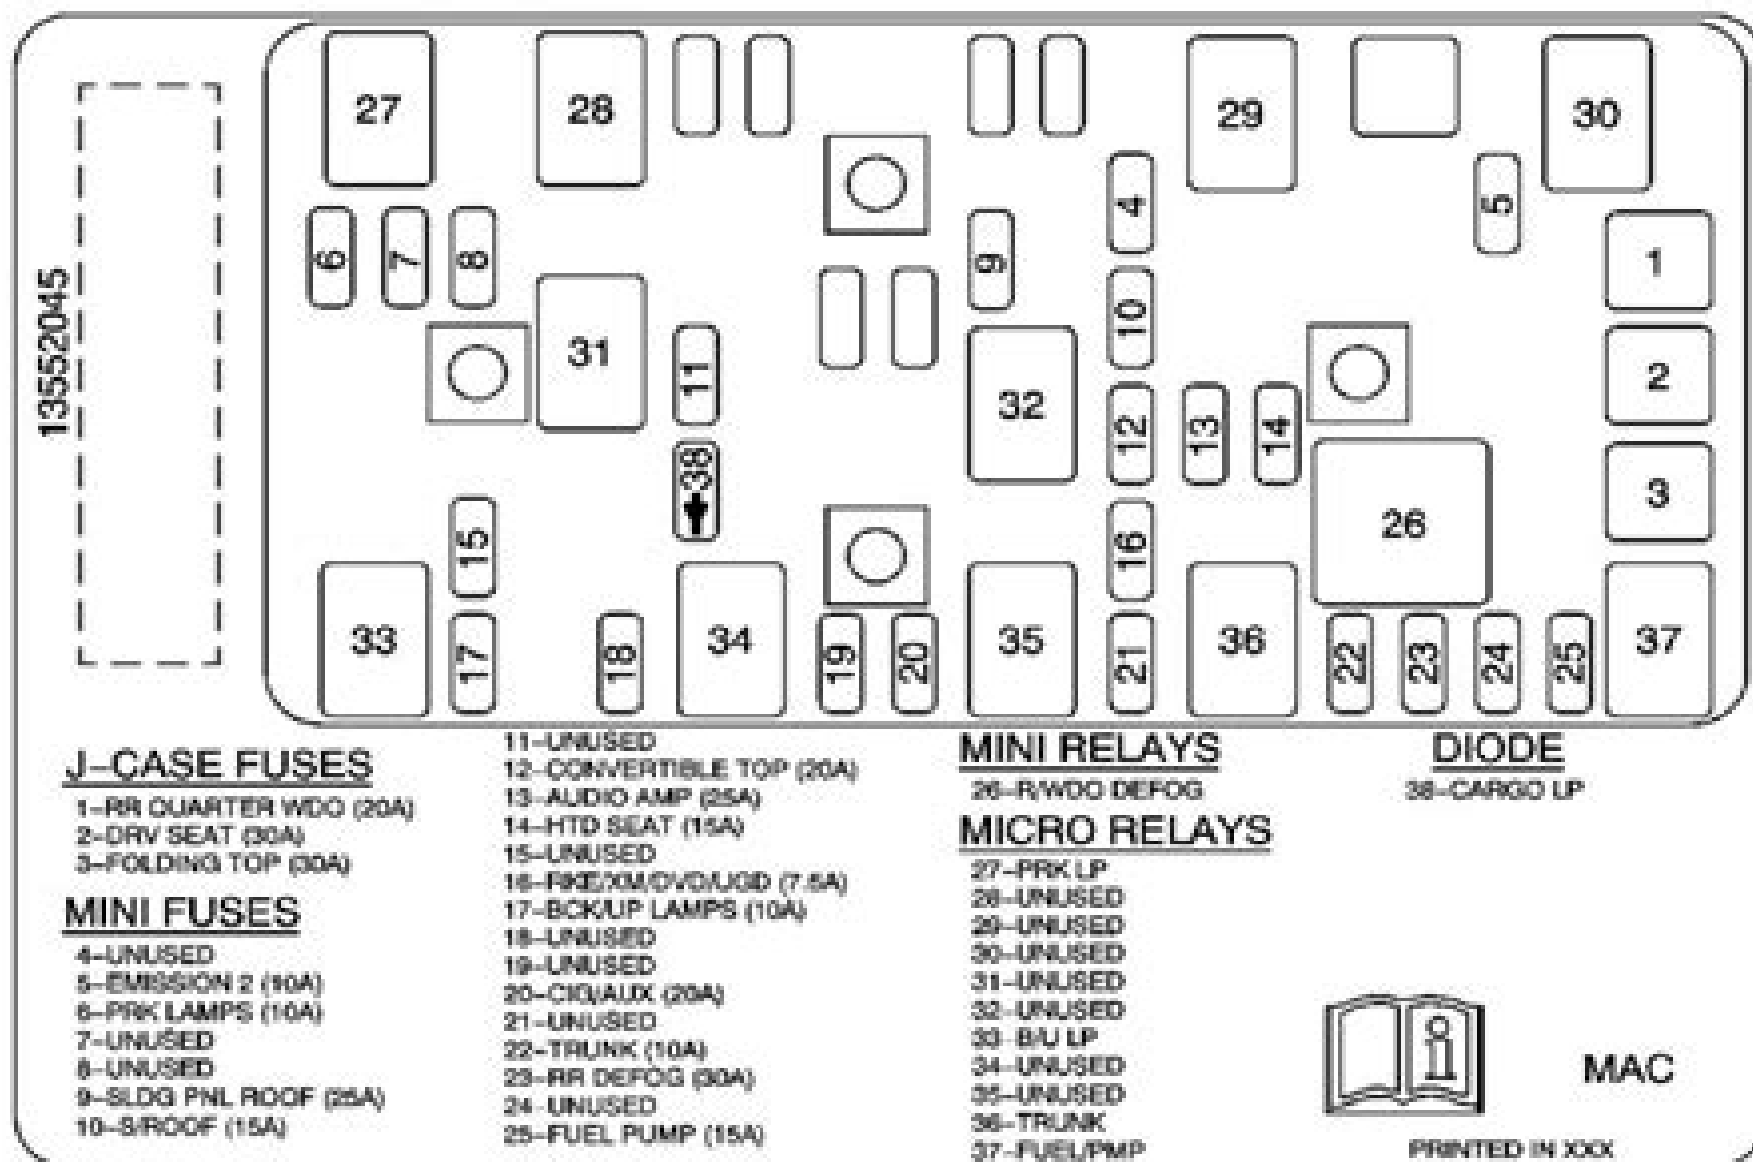 27
28
29
30
4
5
6
7
8
9
1
10
31
11
32
12
13
14
2
38
3
15
16
26
33
17
18
34
19
20
35
21
36
22
23
24
25
37
13552045
J-CASE FUSES
1-RR QUARTER WDO (20A)
2-DRV SEAT (30A)
3-FOLDING TOP (30A)
MINI FUSES
4-UNUSED
5-EMISSION 2 (10A)
6-PRK LAMPS (10A)
7-UNUSED
8-UNUSED
9-SLDG PNL ROOF (25A)
10-S/ROOF (15A)
11-UNUSED
12-CONVERTIBLE TOP (20A)
13-AUDIO AMP (25A)
14-HTD SEAT (15A)
15-UNUSED
16-RKE/XM/DVD/UGD (7.5A)
17-BCK/UP LAMPS (10A)
18-UNUSED
19-UNUSED
20-CIG/AUX (20A)
21-UNUSED
22-TRUNK (10A)
23-RR DEFOG (30A)
24-UNUSED
25-FUEL PUMP (15A)
MINI RELAYS
26-R/WDO DEFOG
MICRO RELAYS
27-PRK LP
28-UNUSED
29-UNUSED
30-UNUSED
31-UNUSED
32-UNUSED
33-B/U LP
34-UNUSED
35-UNUSED
36-TRUNK
37-FUEL/PMP
DIODE
38-CARGO LP
i
MAC
PRINTED IN XXX